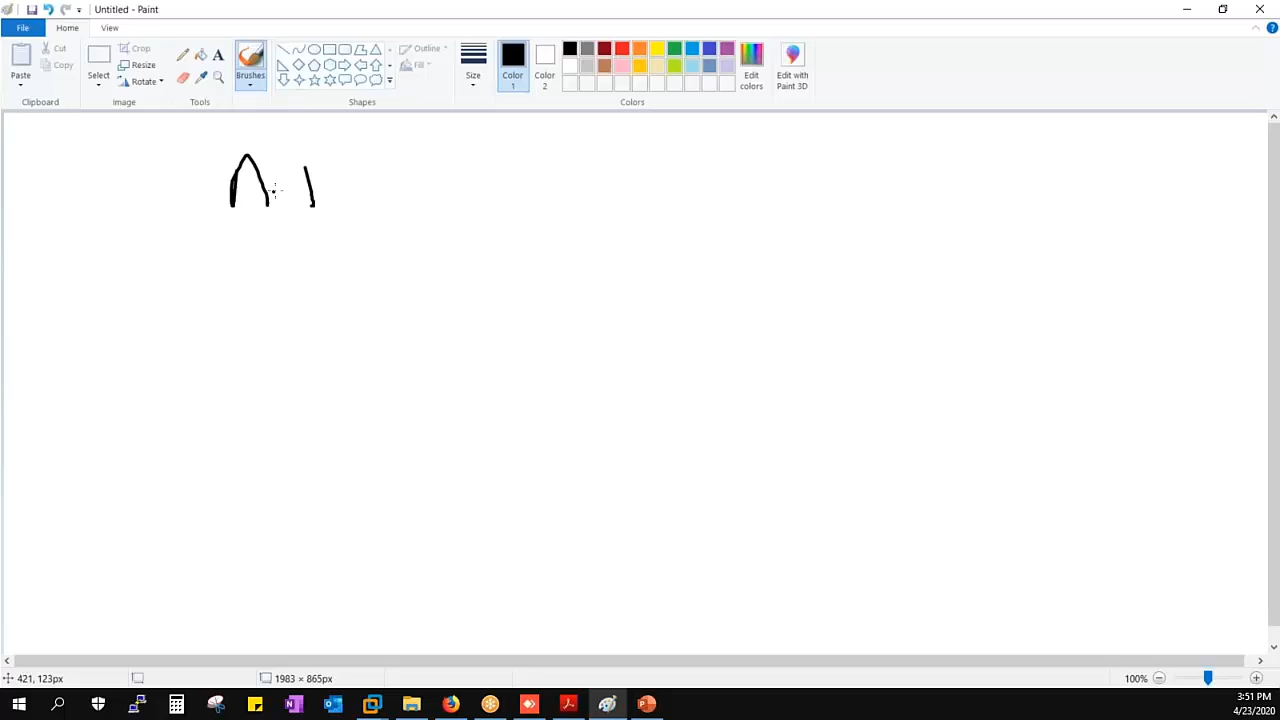 Untitled - Paint
File Home View
Paste
Cut
Copy
Clipboard
Select
Crop
Resize
Rotate
Image
Tools
Brushes
Shapes
Outline
Fill
Size
Color 1
Color 2
Edit colors
Edit with Paint 3D
Colors
421, 123px 1983 × 865px 100%
3:51 PM
4/23/2020